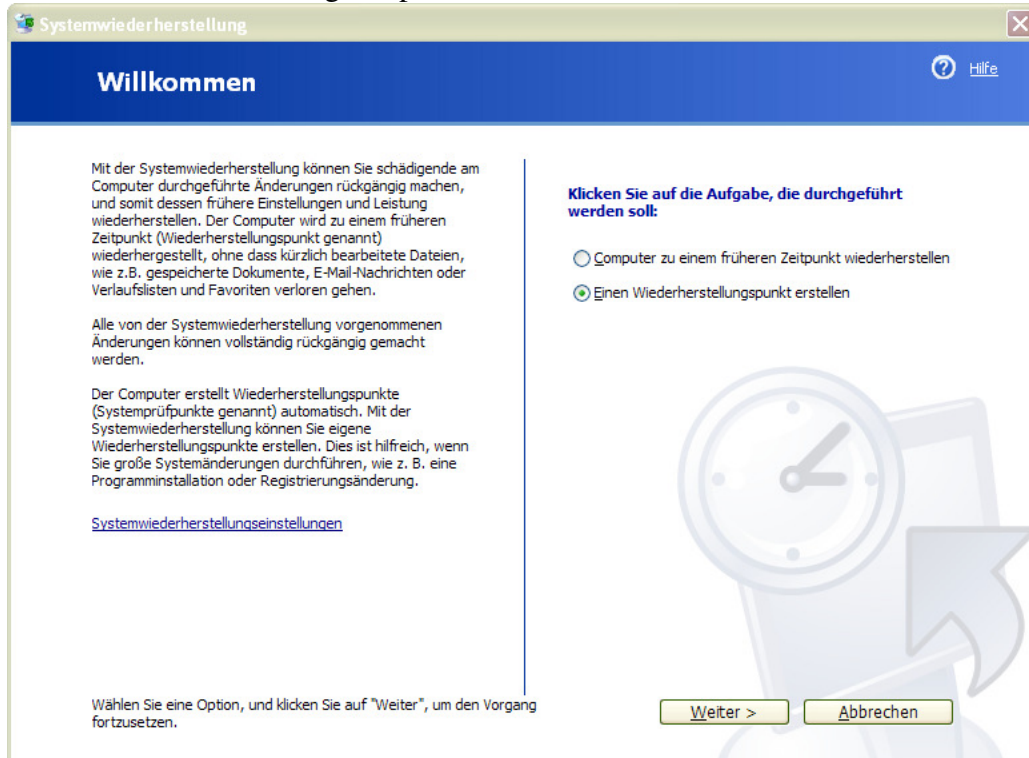 Systemwiederherstellung
Willkommen
Hilfe
Mit der Systemwiederherstellung können Sie schädigende am
Computer durchgeführte Änderungen rückgängig machen,
und somit dessen frühere Einstellungen und Leistung
wiederherstellen. Der Computer wird zu einem früheren
Zeitpunkt (Wiederherstellungspunkt genannt)
wiederhergestellt, ohne dass kürzlich bearbeitete Dateien,
wie z.B. gespeicherte Dokumente, E-Mail-Nachrichten oder
Verlaufslisten und Favoriten verloren gehen.
Alle von der Systemwiederherstellung vorgenommenen
Änderungen können vollständig rückgängig gemacht
werden.
Der Computer erstellt Wiederherstellungspunkte
(Systemprüfpunkte genannt) automatisch. Mit der
Systemwiederherstellung können Sie eigene
Wiederherstellungspunkte erstellen. Dies ist hilfreich, wenn
Sie große Systemänderungen durchführen, wie z. B. eine
Programminstallation oder Registrierungsänderung.
Systemwiederherstellungseinstellungen
Klicken Sie auf die Aufgabe, die durchgeführt
werden soll:
Computer zu einem früheren Zeitpunkt wiederherstellen
Einen Wiederherstellungspunkt erstellen
Wählen Sie eine Option, und klicken Sie auf "Weiter", um den Vorgang
fortzusetzen.
Weiter >
Abbrechen